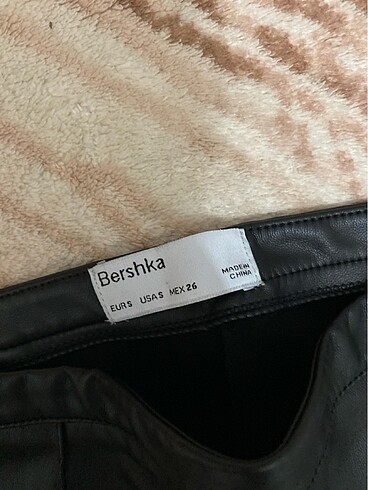 Bershka
EUR S USA S MEX 26
MADE IN
CHINA